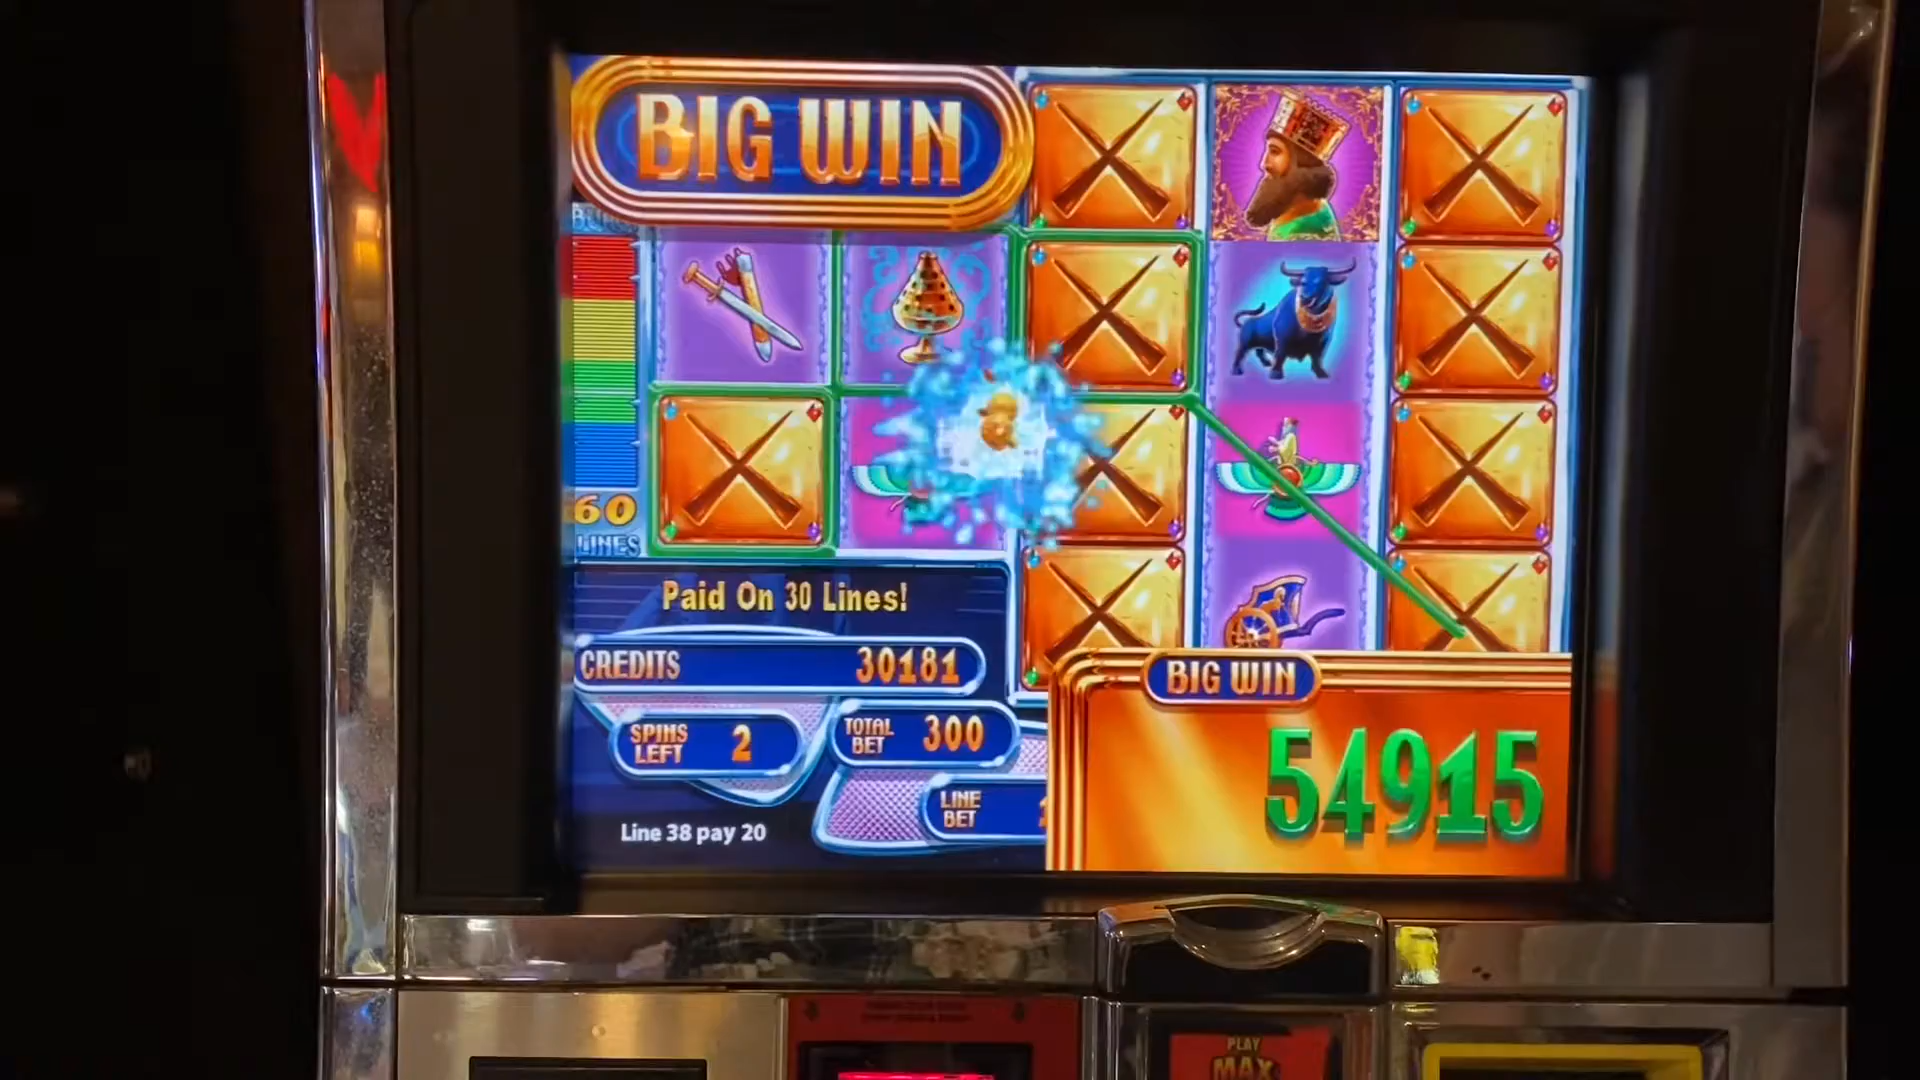 BIG WIN
60
LINES
Paid On 30 Lines!
CREDITS 30181
SPINS LEFT 2
TOTAL BET 300
LINE BET
Line 38 pay 20
BIG WIN
54915
PLAY
MAX